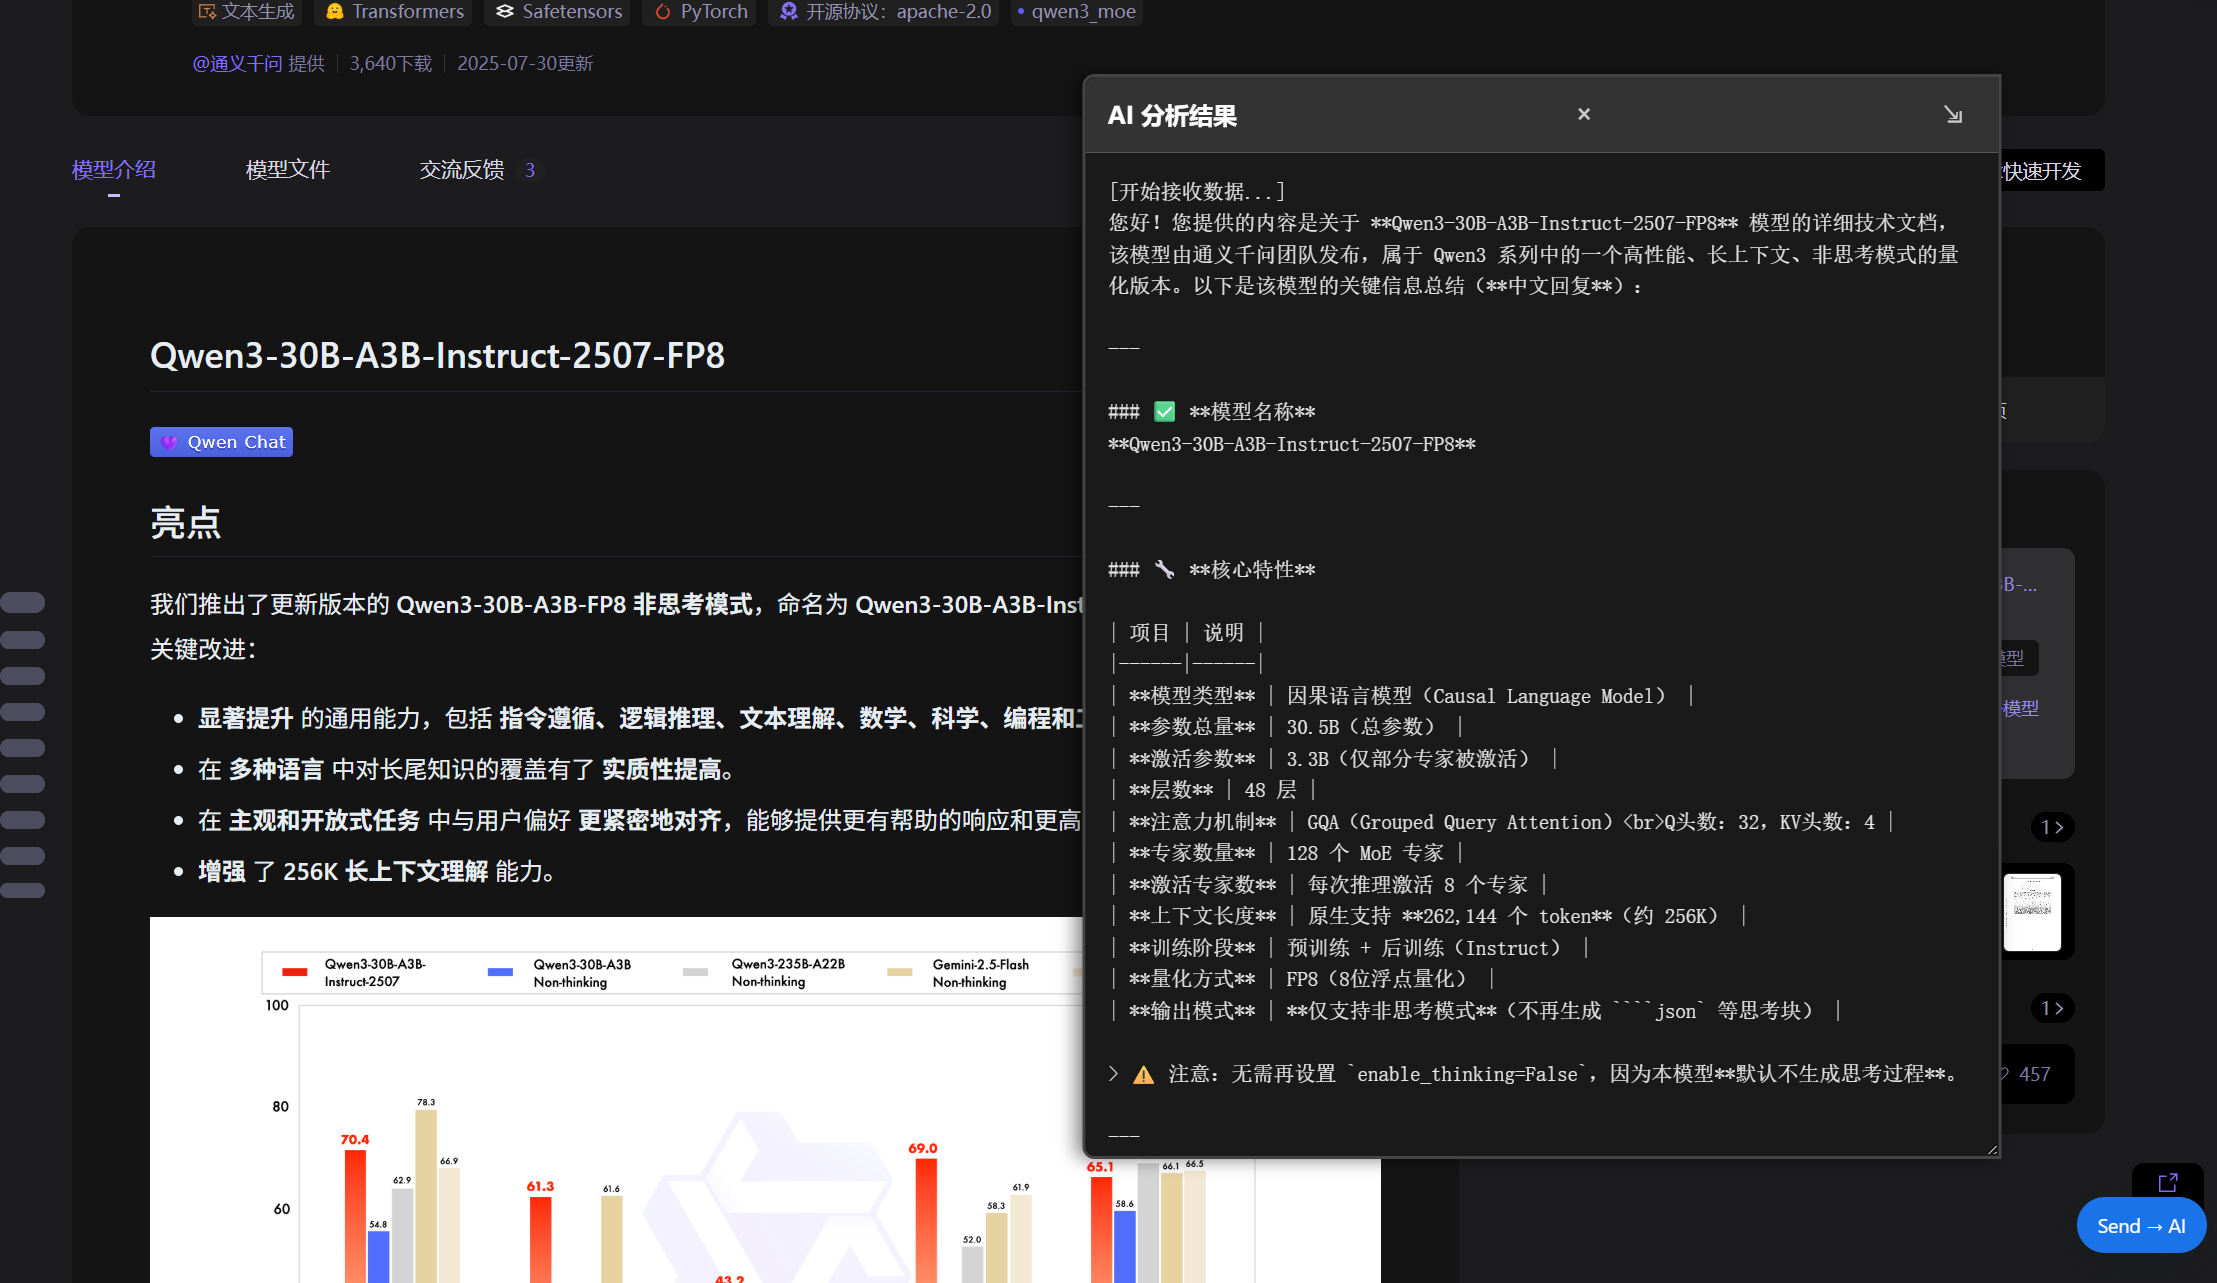 文本生成
Transformers
Safetensors
PyTorch
开源协议：apache-2.0
qwen3_moe
@通义千问 提供
3,640下载
2025-07-30更新
模型介绍
模型文件
交流反馈 3
快速开发
Qwen3-30B-A3B-Instruct-2507-FP8
Qwen Chat
亮点
我们推出了更新版本的 Qwen3-30B-A3B-FP8 非思考模式，命名为 Qwen3-30B-A3B-Inst
关键改进：
显著提升 的通用能力，包括 指令遵循、逻辑推理、文本理解、数学、科学、编程和
在 多种语言 中对长尾知识的覆盖有了 实质性提高。
在 主观和开放式任务 中与用户偏好 更紧密地对齐，能够提供更有帮助的响应和更高
增强 了 256K 长上下文理解 能力。
Qwen3-30B-A3B-
Instruct-2507
Qwen3-30B-A3B
Non-thinking
Qwen3-235B-A22B
Non-thinking
Gemini-2.5-Flash
Non-thinking
100
80
60
70.4
54.8
62.9
78.3
66.9
61.3
61.6
43.2
69.0
52.0
58.3
61.9
65.1
58.6
66.1
66.5
AI 分析结果
×
[开始接收数据...]
您好！您提供的内容是关于 **Qwen3-30B-A3B-Instruct-2507-FP8** 模型的详细技术文档，
该模型由通义千问团队发布，属于 Qwen3 系列中的一个高性能、长上下文、非思考模式的量
化版本。以下是该模型的关键信息总结（**中文回复**）：
---
### ✅ **模型名称**
**Qwen3-30B-A3B-Instruct-2507-FP8**
---
### 🔧 **核心特性**
| 项目 | 说明 |
|------|------|
| **模型类型** | 因果语言模型（Causal Language Model） |
| **参数总量** | 30.5B（总参数） |
| **激活参数** | 3.3B（仅部分专家被激活） |
| **层数** | 48 层 |
| **注意力机制** | GQA（Grouped Query Attention）<br>Q头数：32，KV头数：4 |
| **专家数量** | 128 个 MoE 专家 |
| **激活专家数** | 每次推理激活 8 个专家 |
| **上下文长度** | 原生支持 **262,144 个 token**（约 256K） |
| **训练阶段** | 预训练 + 后训练（Instruct） |
| **量化方式** | FP8（8位浮点量化） |
| **输出模式** | **仅支持非思考模式**（不再生成 ````json` 等思考块） |
> ⚠️ 注意：无需再设置 `enable_thinking=False`，因为本模型**默认不生成思考过程**。
---
3B-...
模型
模型
1
1
457
Send → AI